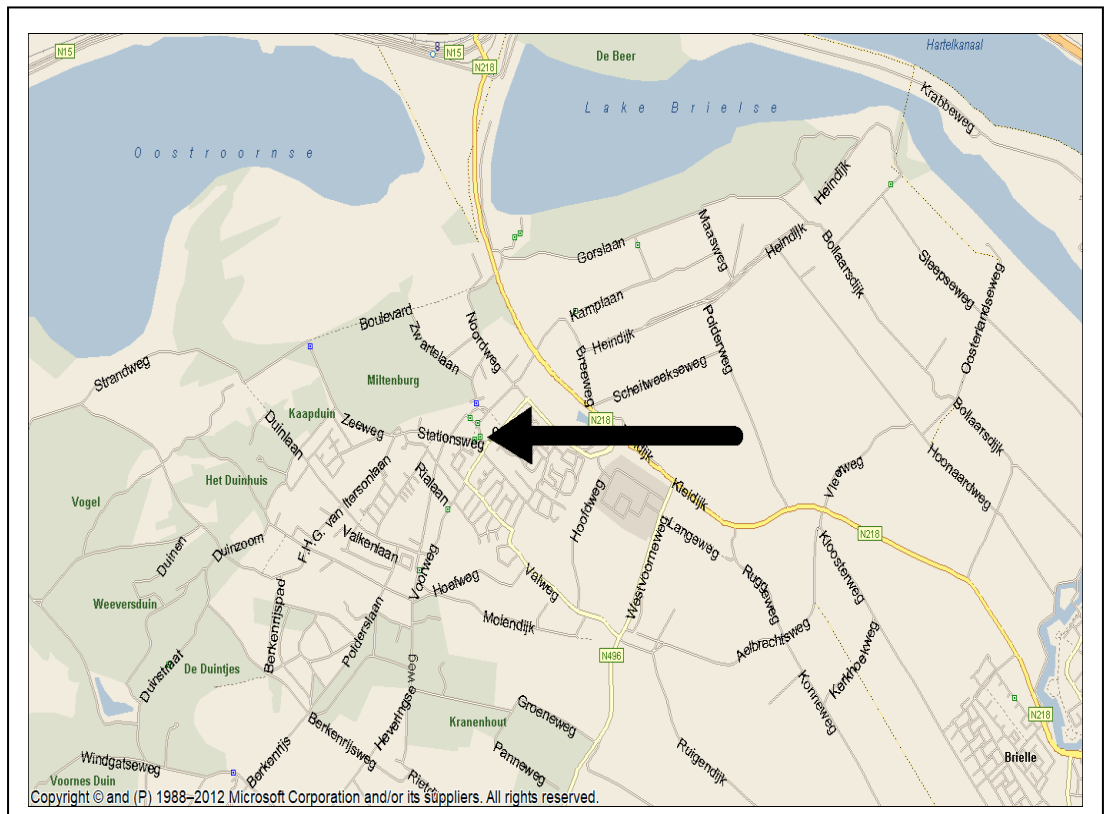 N15
8
N15
N218
De Beer
Hartelkanaal
Krabbeweg
Lake Brielse
Oostroornse
Heindijk
Gorslaan
Maasweg
Heindijk
Bollaarsdijk
Sleepseweg
Oosterlandseweg
Kamplaan
Boulevard
Noordweg
Zwartelaan
Heindijk
Breeweg
Polderweg
Strandweg
Miltenburg
Scheitweekseweg
Kaapduin
Duinlaan
Zeeweg
Stationsweg
N218
Bollaarsdijk
Hoonaardweg
Het Duinhuis
F.H.G. van Itersonlaan
Rialaan
Kleidijk
Vogel
Duinen
Duinzoom
Valkenlaan
Voorweg
Hoofdweg
Langeweg
N218
Kloosterweg
Weeversduin
Berkenrijspad
Polderslaan
Hoafweg
Valweg
Molendijk
Westvoorneweg
Ruggeweg
Aelbrechtsweg
N496
De Duintjes
Duinstraat
Heveringseweg
Konneweg
Kerkhoekweg
Kranenhout
Groeneweg
Berkenrijsweg
Panneweg
Ruigendijk
N218
Brielle
Windgatseweg
Berkenrijs
Voornes Duin
Copyright © and (P) 1988–2012 Microsoft Corporation and/or its suppliers. All rights reserved.